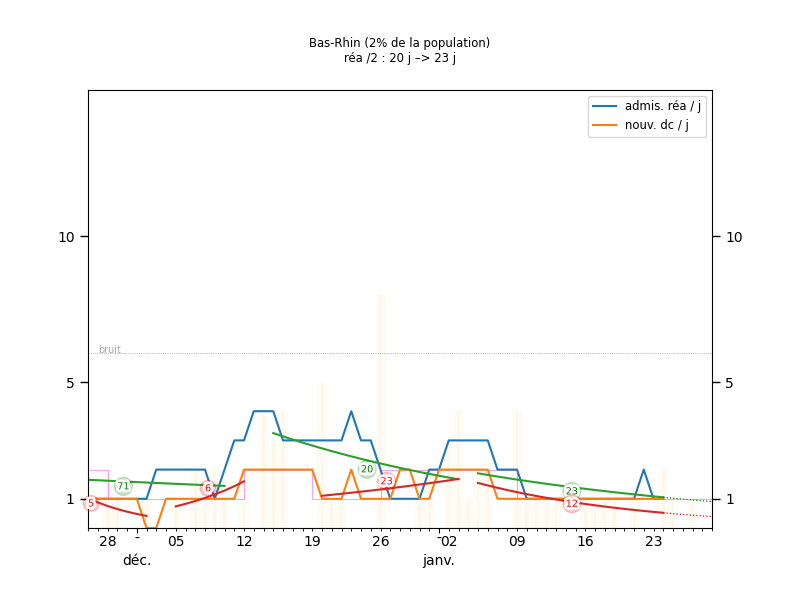 Bas-Rhin (2% de la population)
réa /2 : 20 j –> 23 j
admis. réa / j
nouv. dc / j
10 10
bruit
5 5
71 6 20 23 23
5 12
1 1
28 05 12 19 26 02 09 16 23
déc. janv.